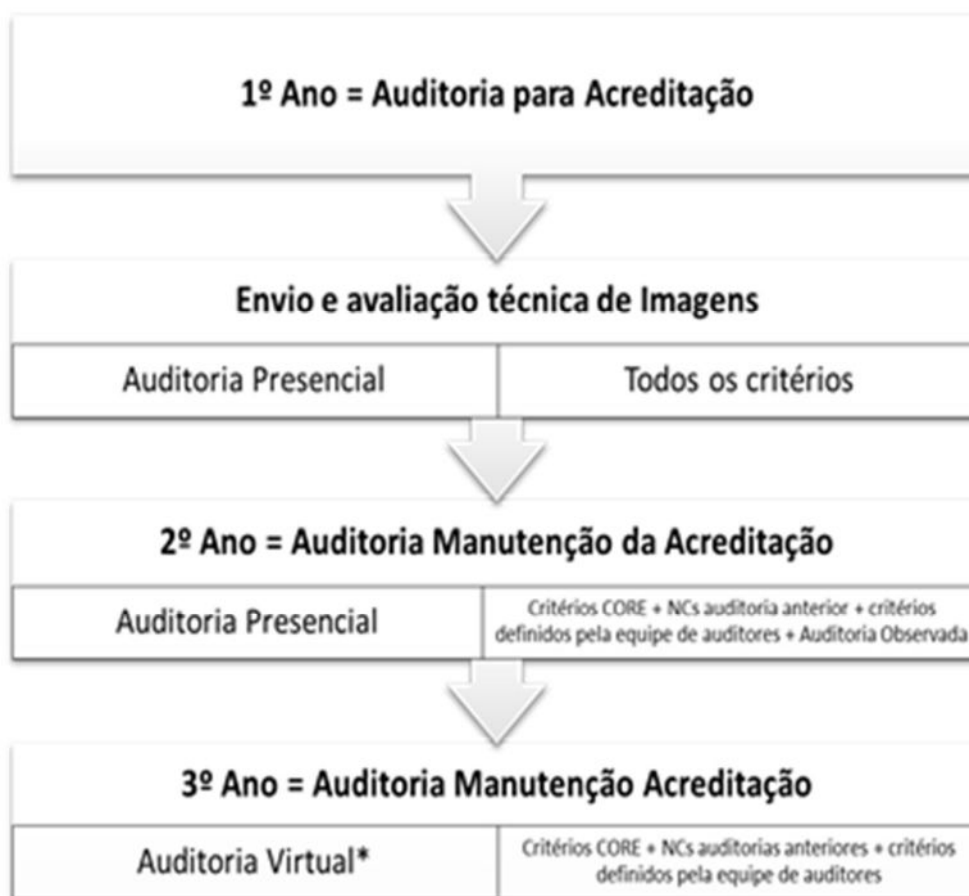 1º Ano = Auditoria para Acreditação
Envio e avaliação técnica de Imagens
Auditoria Presencial
Todos os critérios
2º Ano = Auditoria Manutenção da Acreditação
Auditoria Presencial
Critérios CORE + NCs auditoria anterior + critérios
definidos pela equipe de auditores + Auditoria Observada
3º Ano = Auditoria Manutenção Acreditação
Auditoria Virtual*
Critérios CORE + NCs auditorias anteriores + critérios
definidos pela equipe de auditores